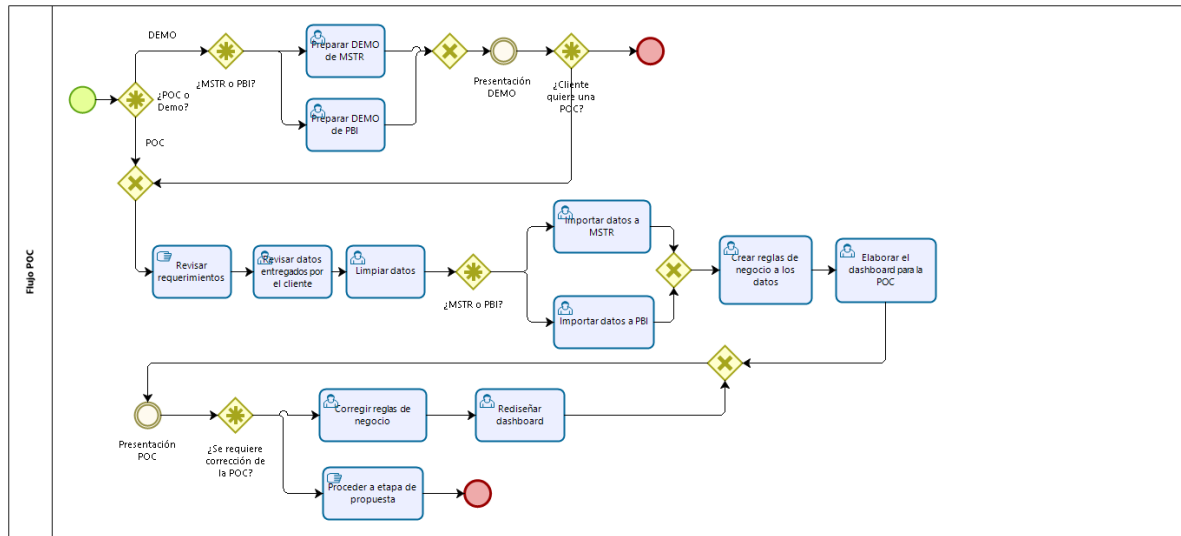 Flujo POC
DEMO
¿POC o
Demo?
POC
¿MSTR o PBI?
Preparar DEMO
de MSTR
Preparar DEMO
de PBI
Presentación
DEMO
¿Cliente
quiere una
POC?
Revisar
requerimientos
Revisar datos
entregados por
el cliente
Limpiar datos
¿MSTR o PBI?
Importar datos a
MSTR
Importar datos a PBI
Crear reglas de
negocio a los
datos
Elaborar el
dashboard para la
POC
Presentación
POC
¿Se requiere
corrección de
la POC?
Corregir reglas de
negocio
Rediseñar
dashboard
Proceder a etapa de
propuesta